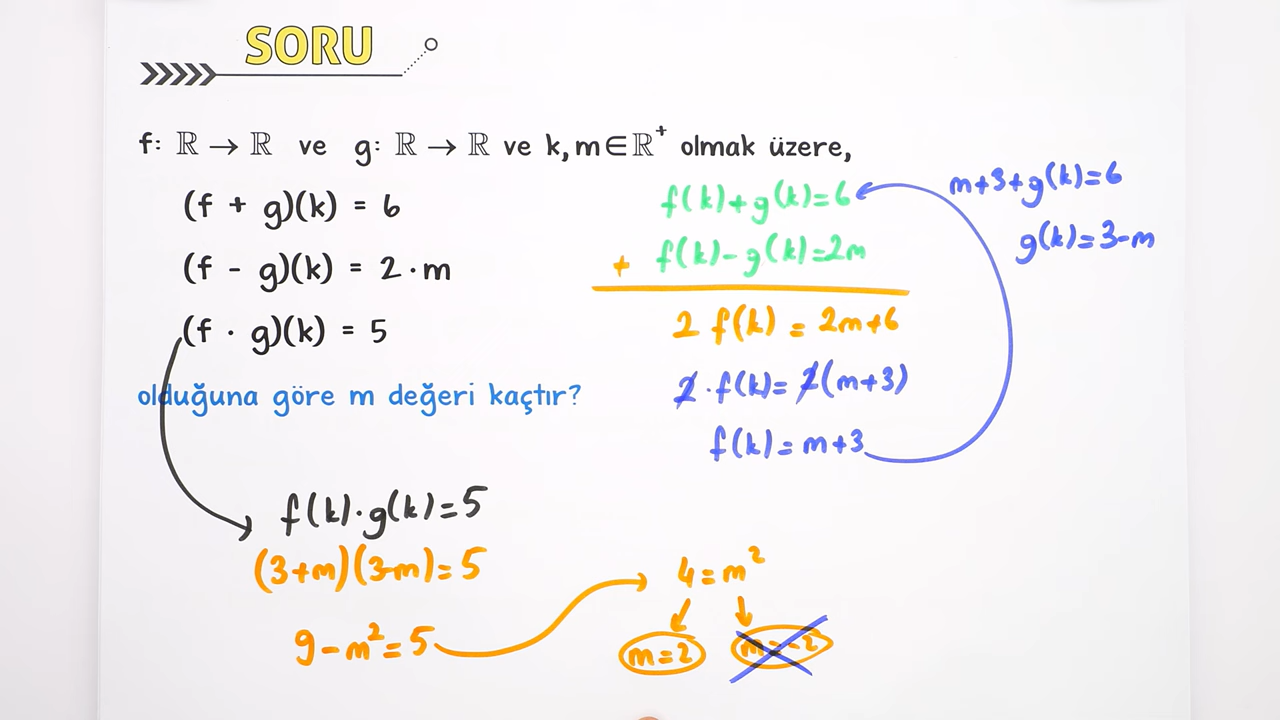 SORU
f: ℝ → ℝ ve g: ℝ → ℝ ve k, m ∈ ℝ⁺ olmak üzere,
(f + g)(k) = 6
(f - g)(k) = 2 · m
(f · g)(k) = 5
olduğuna göre m değeri kaçtır?
f(k)+g(k)=6
+ f(k)-g(k)=2m
2 f(k) = 2m+6
2 · f(k) = 2(m+3)
f(k) = m+3
m+3+g(k)=6
g(k)=3-m
f(k)·g(k)=5
(3+m)(3-m)=5
9-m²=5
4=m²
m=2
m=-2